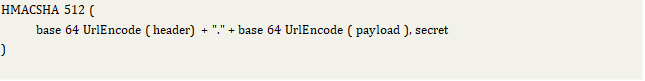 HMACSHA 512 (
base 64 UrlEncode ( header) + "." + base 64 UrlEncode ( payload ), secret
)